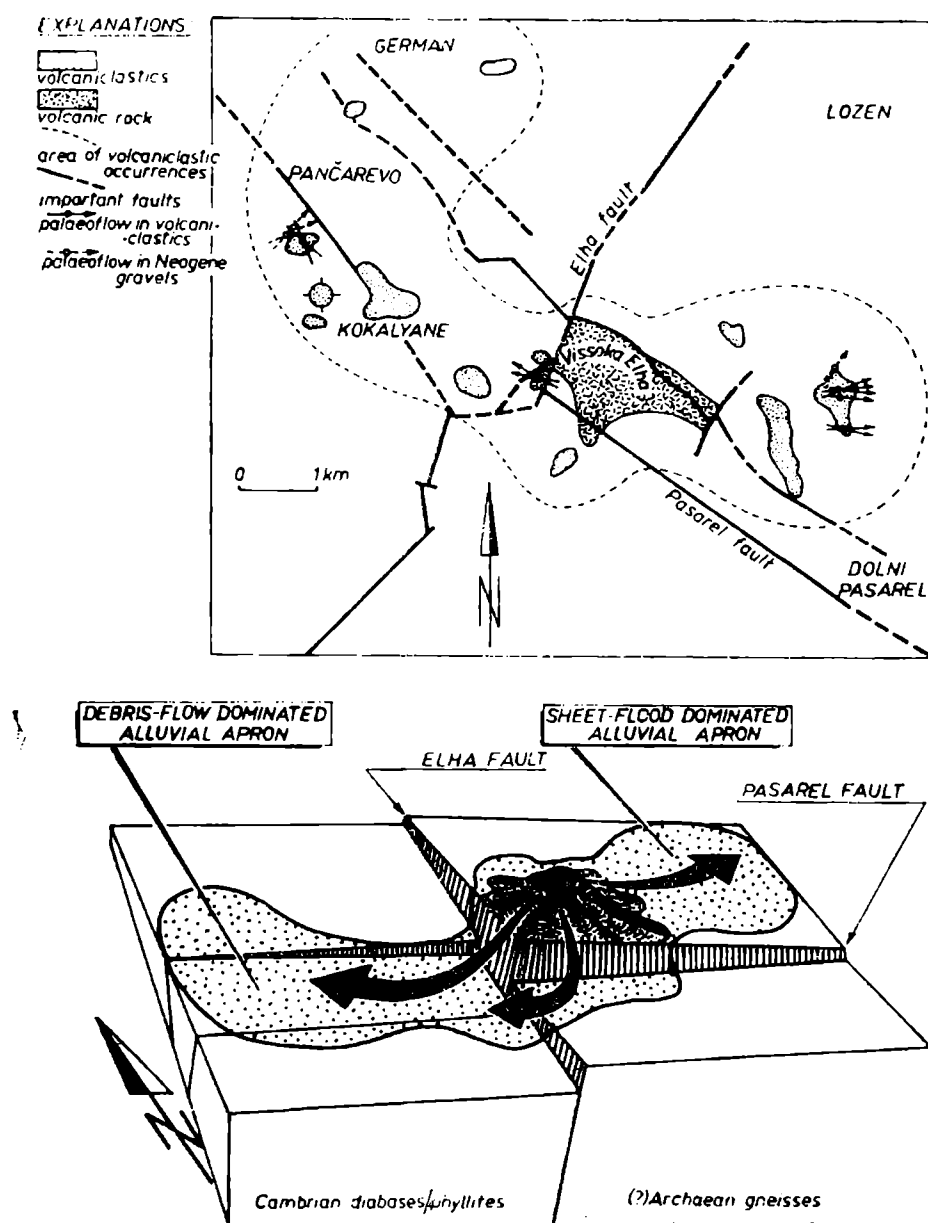 EXPLANATIONS
volcaniclastics
volcanic rock
area of volcaniclastic
occurrences
important faults
palaeoflow in volcani-
-clastics
palaeoflow in Neogene
gravels
GERMAN
LOZEN
PANČAREVO
Elha fault
KOKALYANE
Vissoka Elha
0 1 km
Pasarel fault
N
DOLNI
PASAREL
DEBRIS-FLOW DOMINATED
ALLUVIAL APRON
SHEET-FLOOD DOMINATED
ALLUVIAL APRON
ELHA FAULT
PASAREL FAULT
N
Cambrian diabases/phyllites
(?)Archaean gneisses